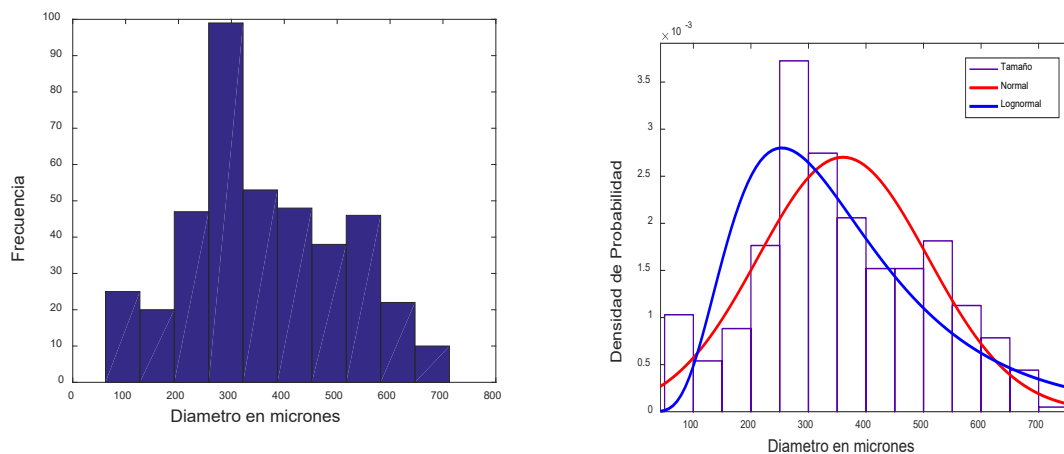 100
90
80
70
60
50
40
30
20
10
0
Frecuencia
0 100 200 300 400 500 600 700 800
Diametro en micrones
× 10 -3
3.5
3
2.5
2
1.5
1
0.5
0
Densidad de Probabilidad
Tamaño
Normal
Lognormal
100 200 300 400 500 600 700
Diametro en micrones